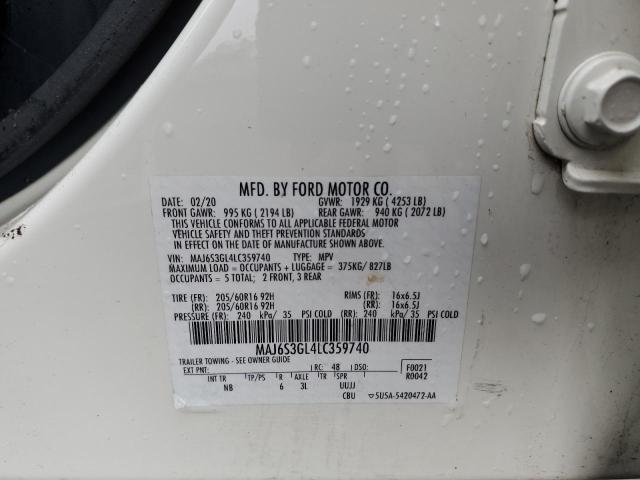 MFD. BY FORD MOTOR CO.
DATE: 02/20 GVWR: 1929 KG ( 4253 LB)
FRONT GAWR: 995 KG ( 2194 LB) REAR GAWR: 940 KG ( 2072 LB)
THIS VEHICLE CONFORMS TO ALL APPLICABLE FEDERAL MOTOR
VEHICLE SAFETY AND THEFT PREVENTION STANDARDS
IN EFFECT ON THE DATE OF MANUFACTURE SHOWN ABOVE.
VIN: MAJ6S3GL4LC359740 TYPE: MPV
MAXIMUM LOAD = OCCUPANTS + LUGGAGE = 375KG/ 827LB
OCCUPANTS = 5 TOTAL; 2 FRONT, 3 REAR
TIRE (FR): 205/60R16 92H RIMS (FR): 16x6.5J
(RR): 205/60R16 92H (RR): 16x6.5J
PRESSURE (FR): 240 kPa/ 35 PSI COLD (RR): 240 kPa/ 35 PSI COLD
MAJ6S3GL4LC359740
TRAILER TOWING - SEE OWNER GUIDE
EXT PNT: RC: 48 DSO: F0021
R0042
INT TR TP/PS R AXLE TR SPR
NB 6 3L UUJJ
CBU 5U5A-5420472-AA